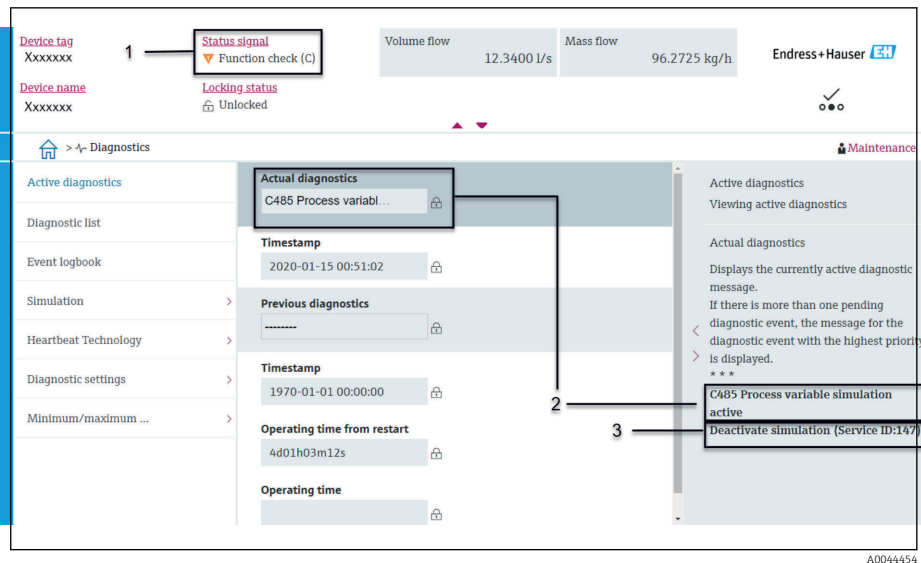 Device tag
Xxxxxxx
1
Status signal
Function check (C)
Volume flow
12.3400 l/s
Mass flow
96.2725 kg/h
Endress+Hauser EH
Device name
Xxxxxxx
Locking status
Unlocked
> Diagnostics
Maintenance
Active diagnostics
Diagnostic list
Event logbook
Simulation >
Heartbeat Technology >
Diagnostic settings >
Minimum/maximum ... >
Actual diagnostics
C485 Process variabl...
Timestamp
2020-01-15 00:51:02
Previous diagnostics
--------
Timestamp
1970-01-01 00:00:00
Operating time from restart
4d01h03m12s
Operating time
2
3
Active diagnostics
Viewing active diagnostics
Actual diagnostics
Displays the currently active diagnostic
message.
If there is more than one pending
diagnostic event, the message for the
diagnostic event with the highest priority
is displayed.
* * *
C485 Process variable simulation
active
Deactivate simulation (Service ID:147)
A0044454